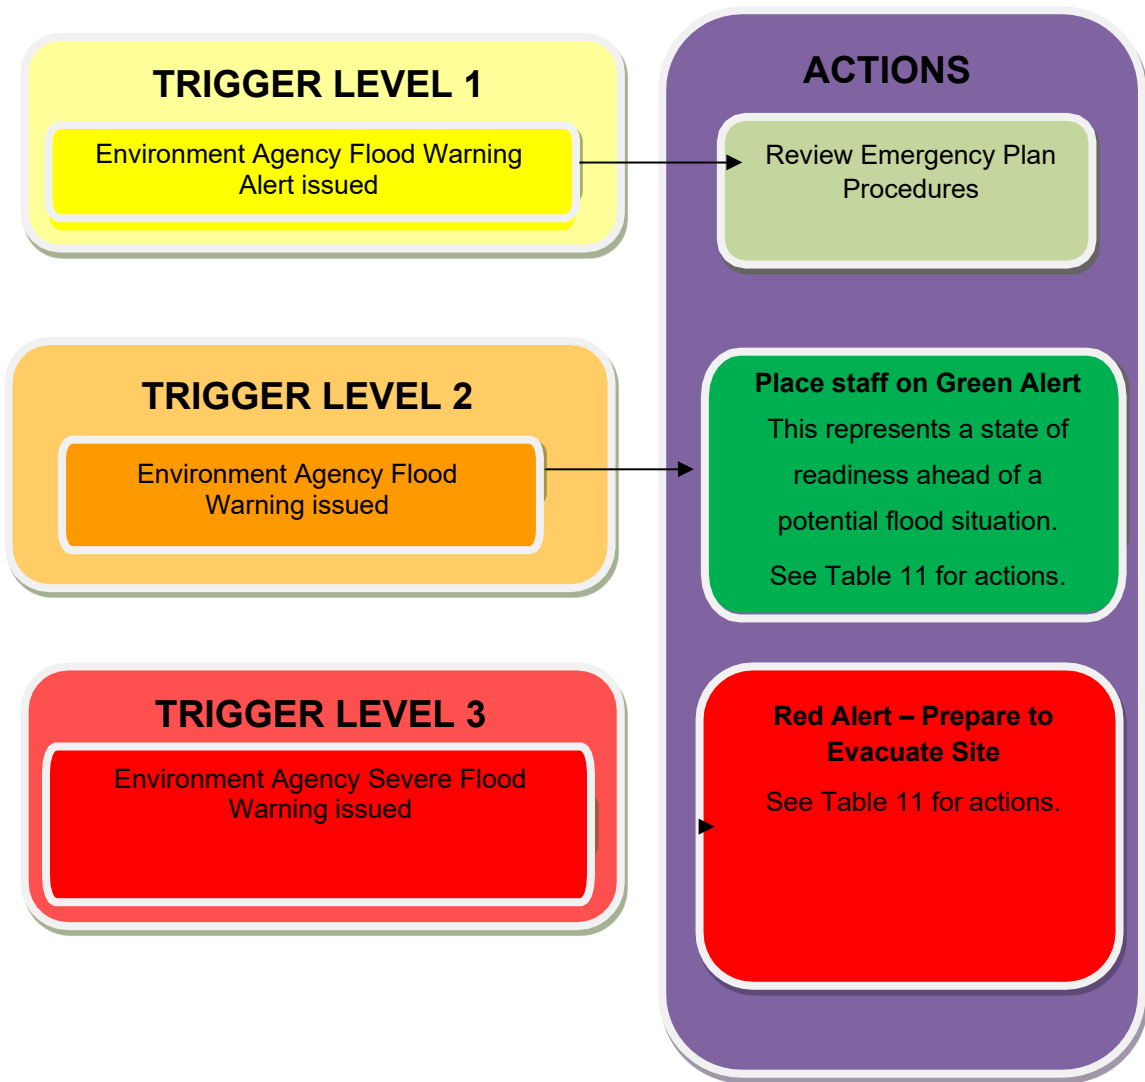 TRIGGER LEVEL 1
Environment Agency Flood Warning
Alert issued
ACTIONS
Review Emergency Plan
Procedures
TRIGGER LEVEL 2
Environment Agency Flood
Warning issued
Place staff on Green Alert
This represents a state of
readiness ahead of a
potential flood situation.
See Table 11 for actions.
TRIGGER LEVEL 3
Environment Agency Severe Flood
Warning issued
Red Alert – Prepare to
Evacuate Site
See Table 11 for actions.